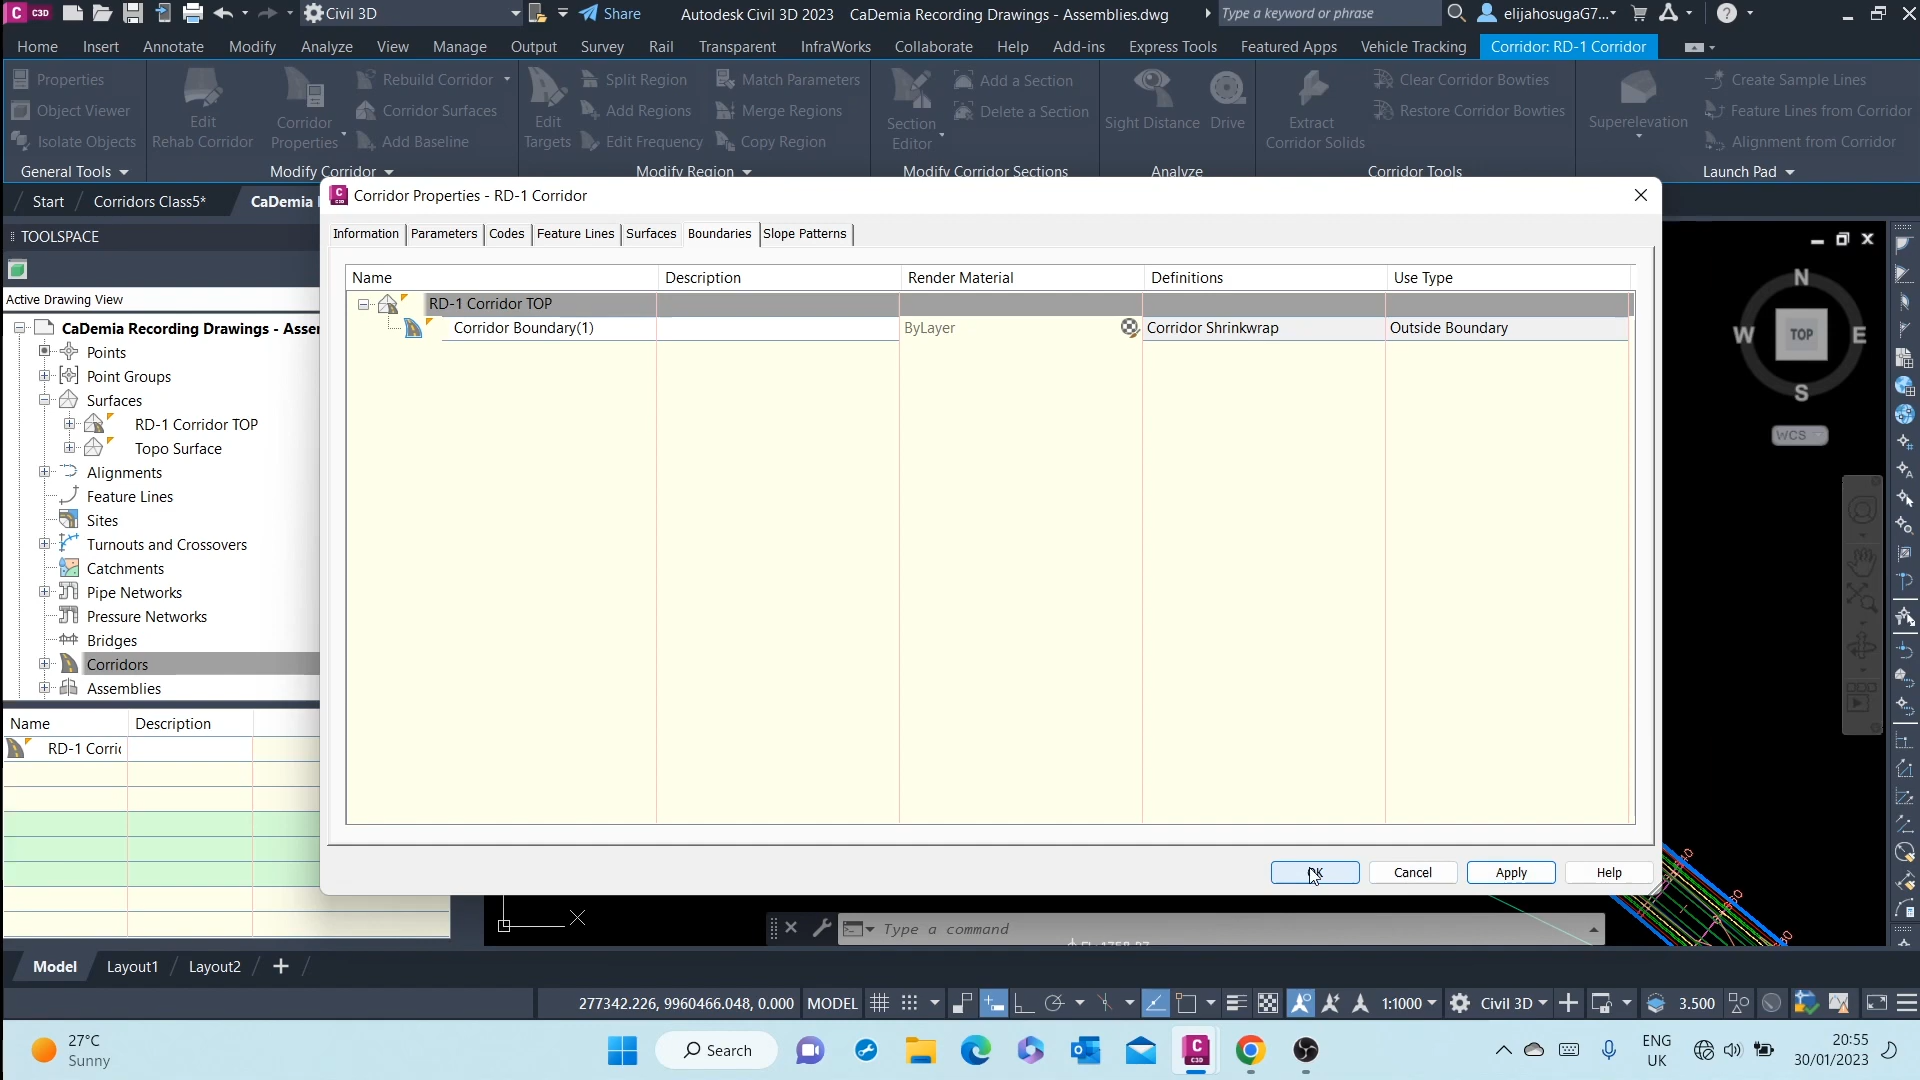 C3D
Civil 3D
Share
Autodesk Civil 3D 2023
CaDemia Recording Drawings - Assemblies.dwg
Type a keyword or phrase
elijahosugaG7...
Home Insert Annotate Modify Analyze View Manage Output Survey Rail Transparent InfraWorks Collaborate Help Add-ins Express Tools Featured Apps Vehicle Tracking Corridor: RD-1 Corridor
Properties
Object Viewer
Isolate Objects
General Tools
Edit
Rehab Corridor
Corridor
Properties
Rebuild Corridor
Corridor Surfaces
Add Baseline
Modify Corridor
Edit
Targets
Split Region
Add Regions
Edit Frequency
Match Parameters
Merge Regions
Copy Region
Modify Region
Section
Editor
Add a Section
Delete a Section
Modify Corridor Sections
Sight Distance
Drive
Analyze
Extract
Corridor Solids
Clear Corridor Bowties
Restore Corridor Bowties
Corridor Tools
Superelevation
Create Sample Lines
Feature Lines from Corridor
Alignment from Corridor
Launch Pad
Start
Corridors Class5*
TOOLSPACE
Active Drawing View
CaDemia Recording Drawings - Asser
Points
Point Groups
Surfaces
RD-1 Corridor TOP
Topo Surface
Alignments
Feature Lines
Sites
Turnouts and Crossovers
Catchments
Pipe Networks
Pressure Networks
Bridges
Corridors
Assemblies
Name Description
RD-1 Corric
Corridor Properties - RD-1 Corridor
Information Parameters Codes Feature Lines Surfaces Boundaries Slope Patterns
Name Description Render Material Definitions Use Type
RD-1 Corridor TOP
Corridor Boundary(1) ByLayer Corridor Shrinkwrap Outside Boundary
OK Cancel Apply Help
N
W TOP E
S
WCS
Type a command
Model Layout1 Layout2
277342.226, 9960466.048, 0.000 MODEL
1:1000
Civil 3D
3.500
27°C
Sunny
Search
ENG
UK
20:55
30/01/2023